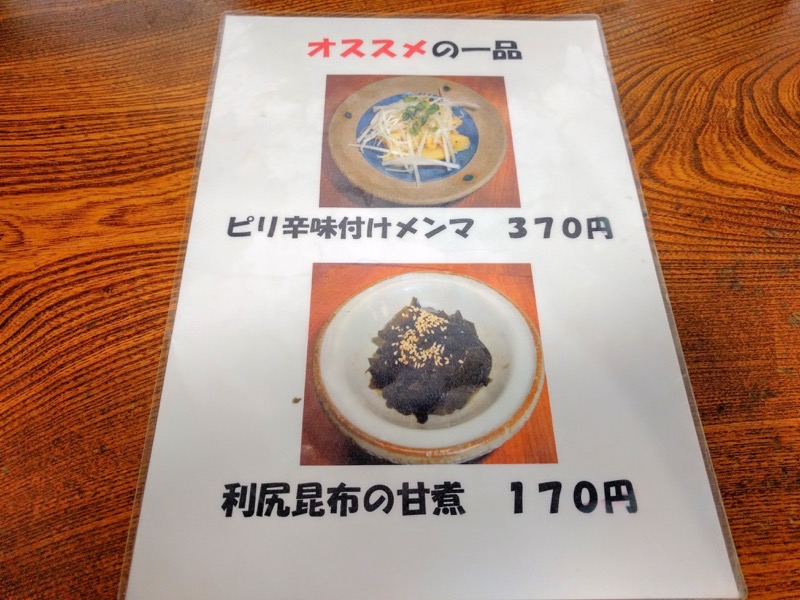 オススメの一品
ピリ辛味付けメンマ　３７０円
利尻昆布の甘煮　１７０円